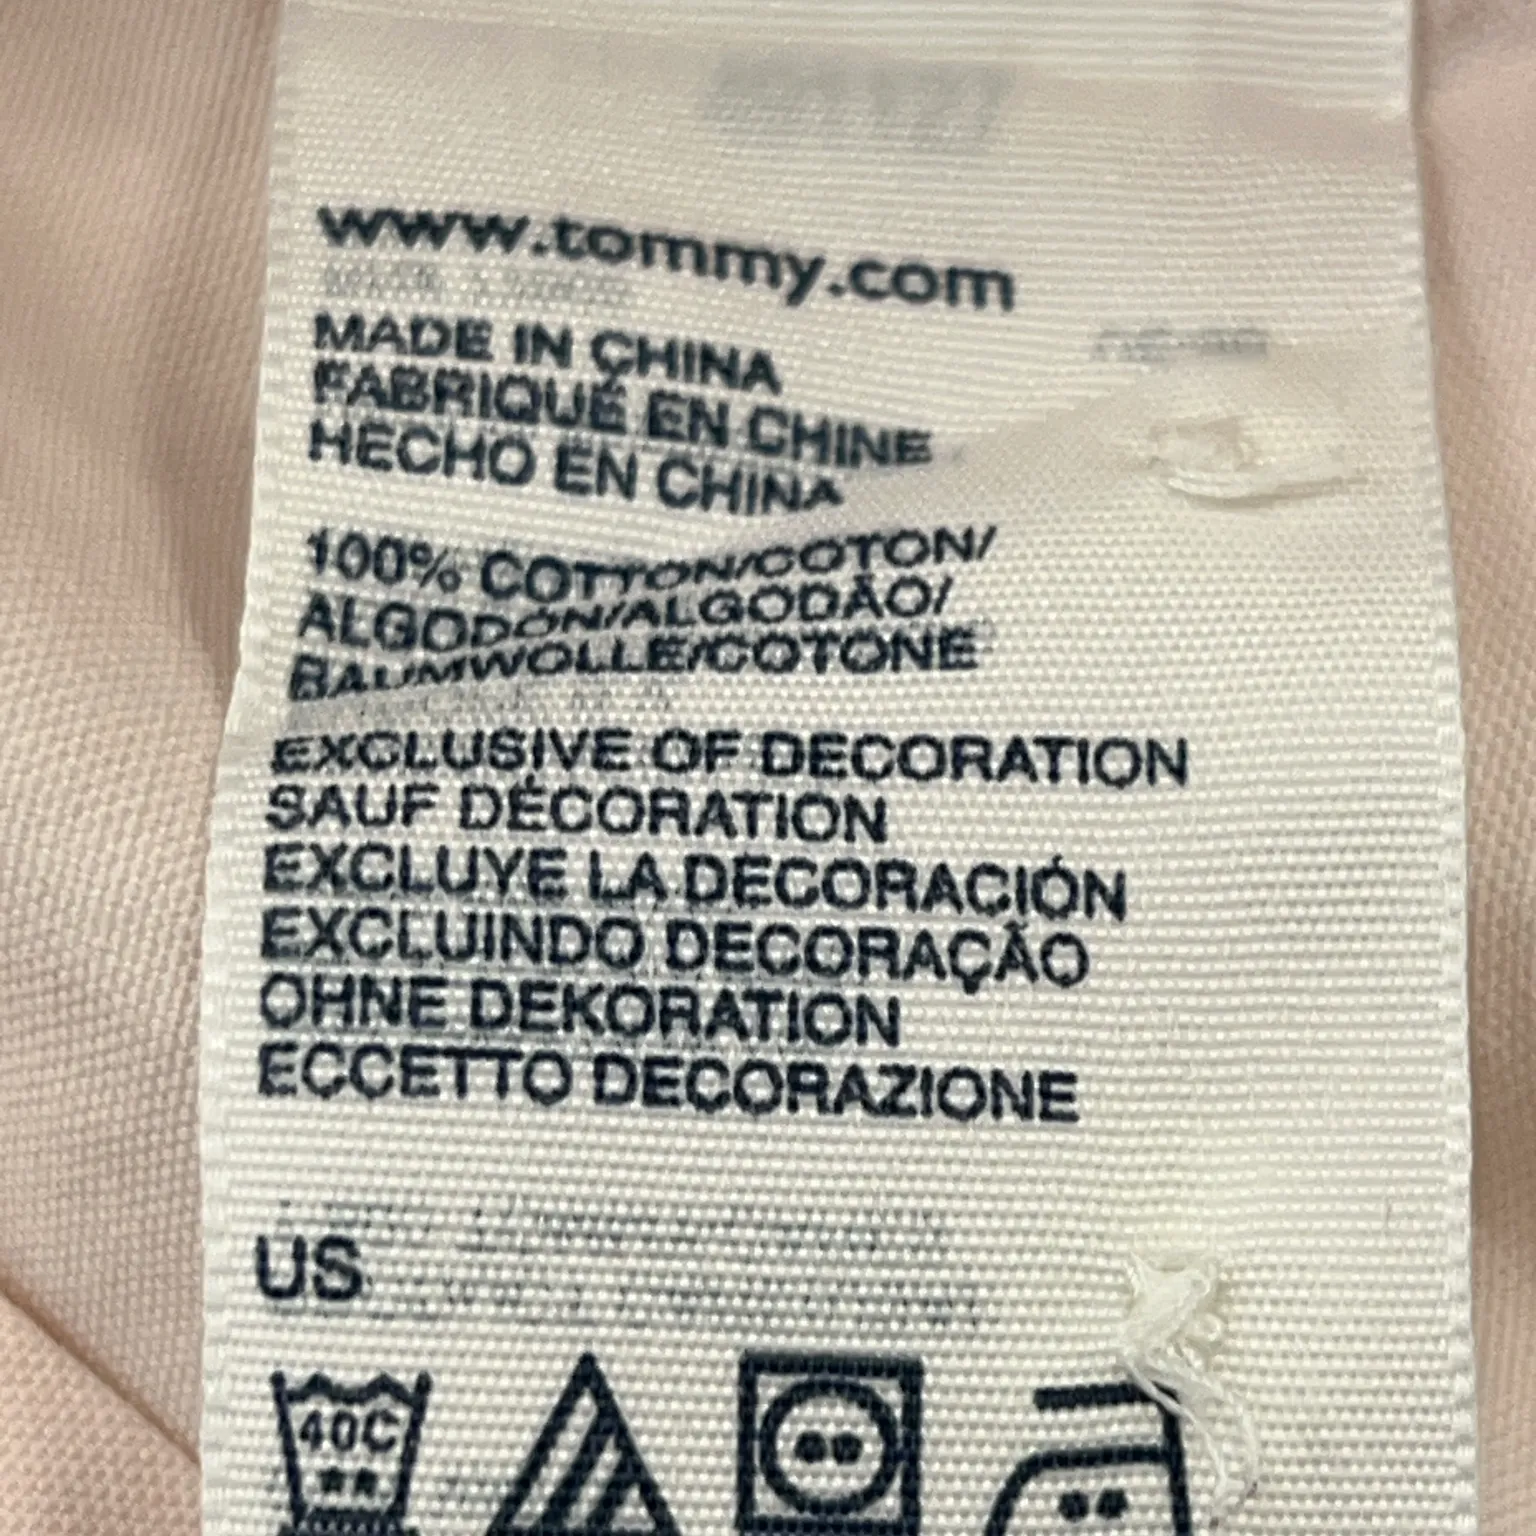 www.tommy.com
MADE IN CHINA
FABRIQUÉ EN CHINE
HECHO EN CHINA
100% COTTON/COTON/
ALGODÓN/ALGODÃO/
BAUMWOLLE/COTONE
EXCLUSIVE OF DECORATION
SAUF DÉCORATION
EXCLUYE LA DECORACIÓN
EXCLUINDO DECORAÇÃO
OHNE DEKORATION
ECCETTO DECORAZIONE
US
40C